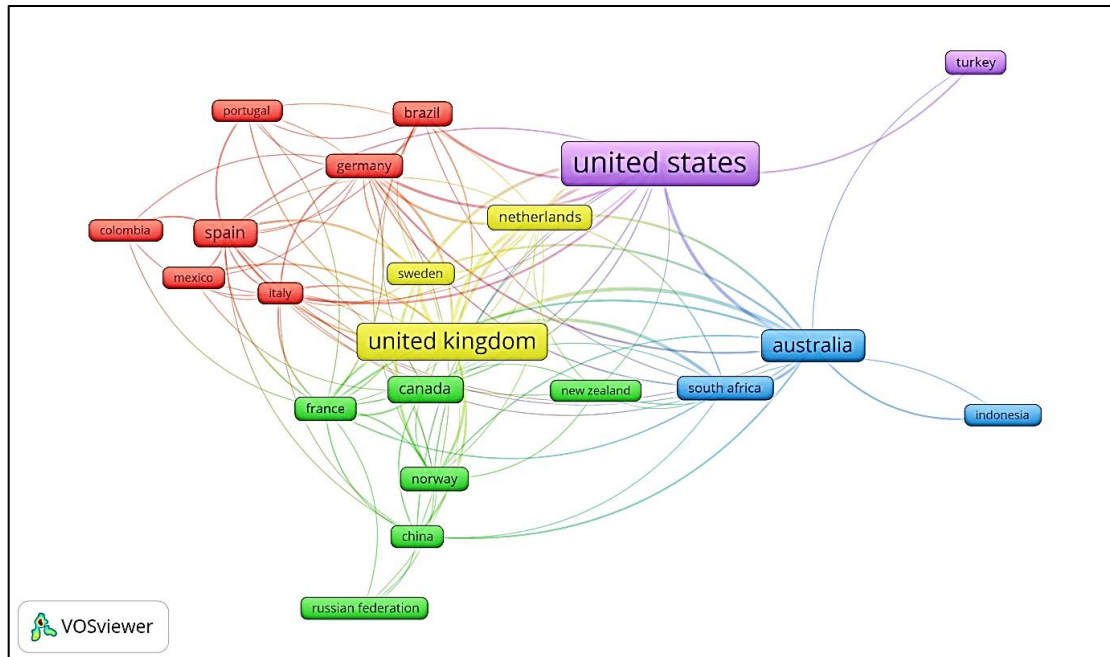 turkey
portugal
brazil
united states
germany
netherlands
colombia
spain
sweden
mexico
italy
united kingdom
australia
canada
new zealand
south africa
france
indonesia
norway
china
russian federation
VOSviewer